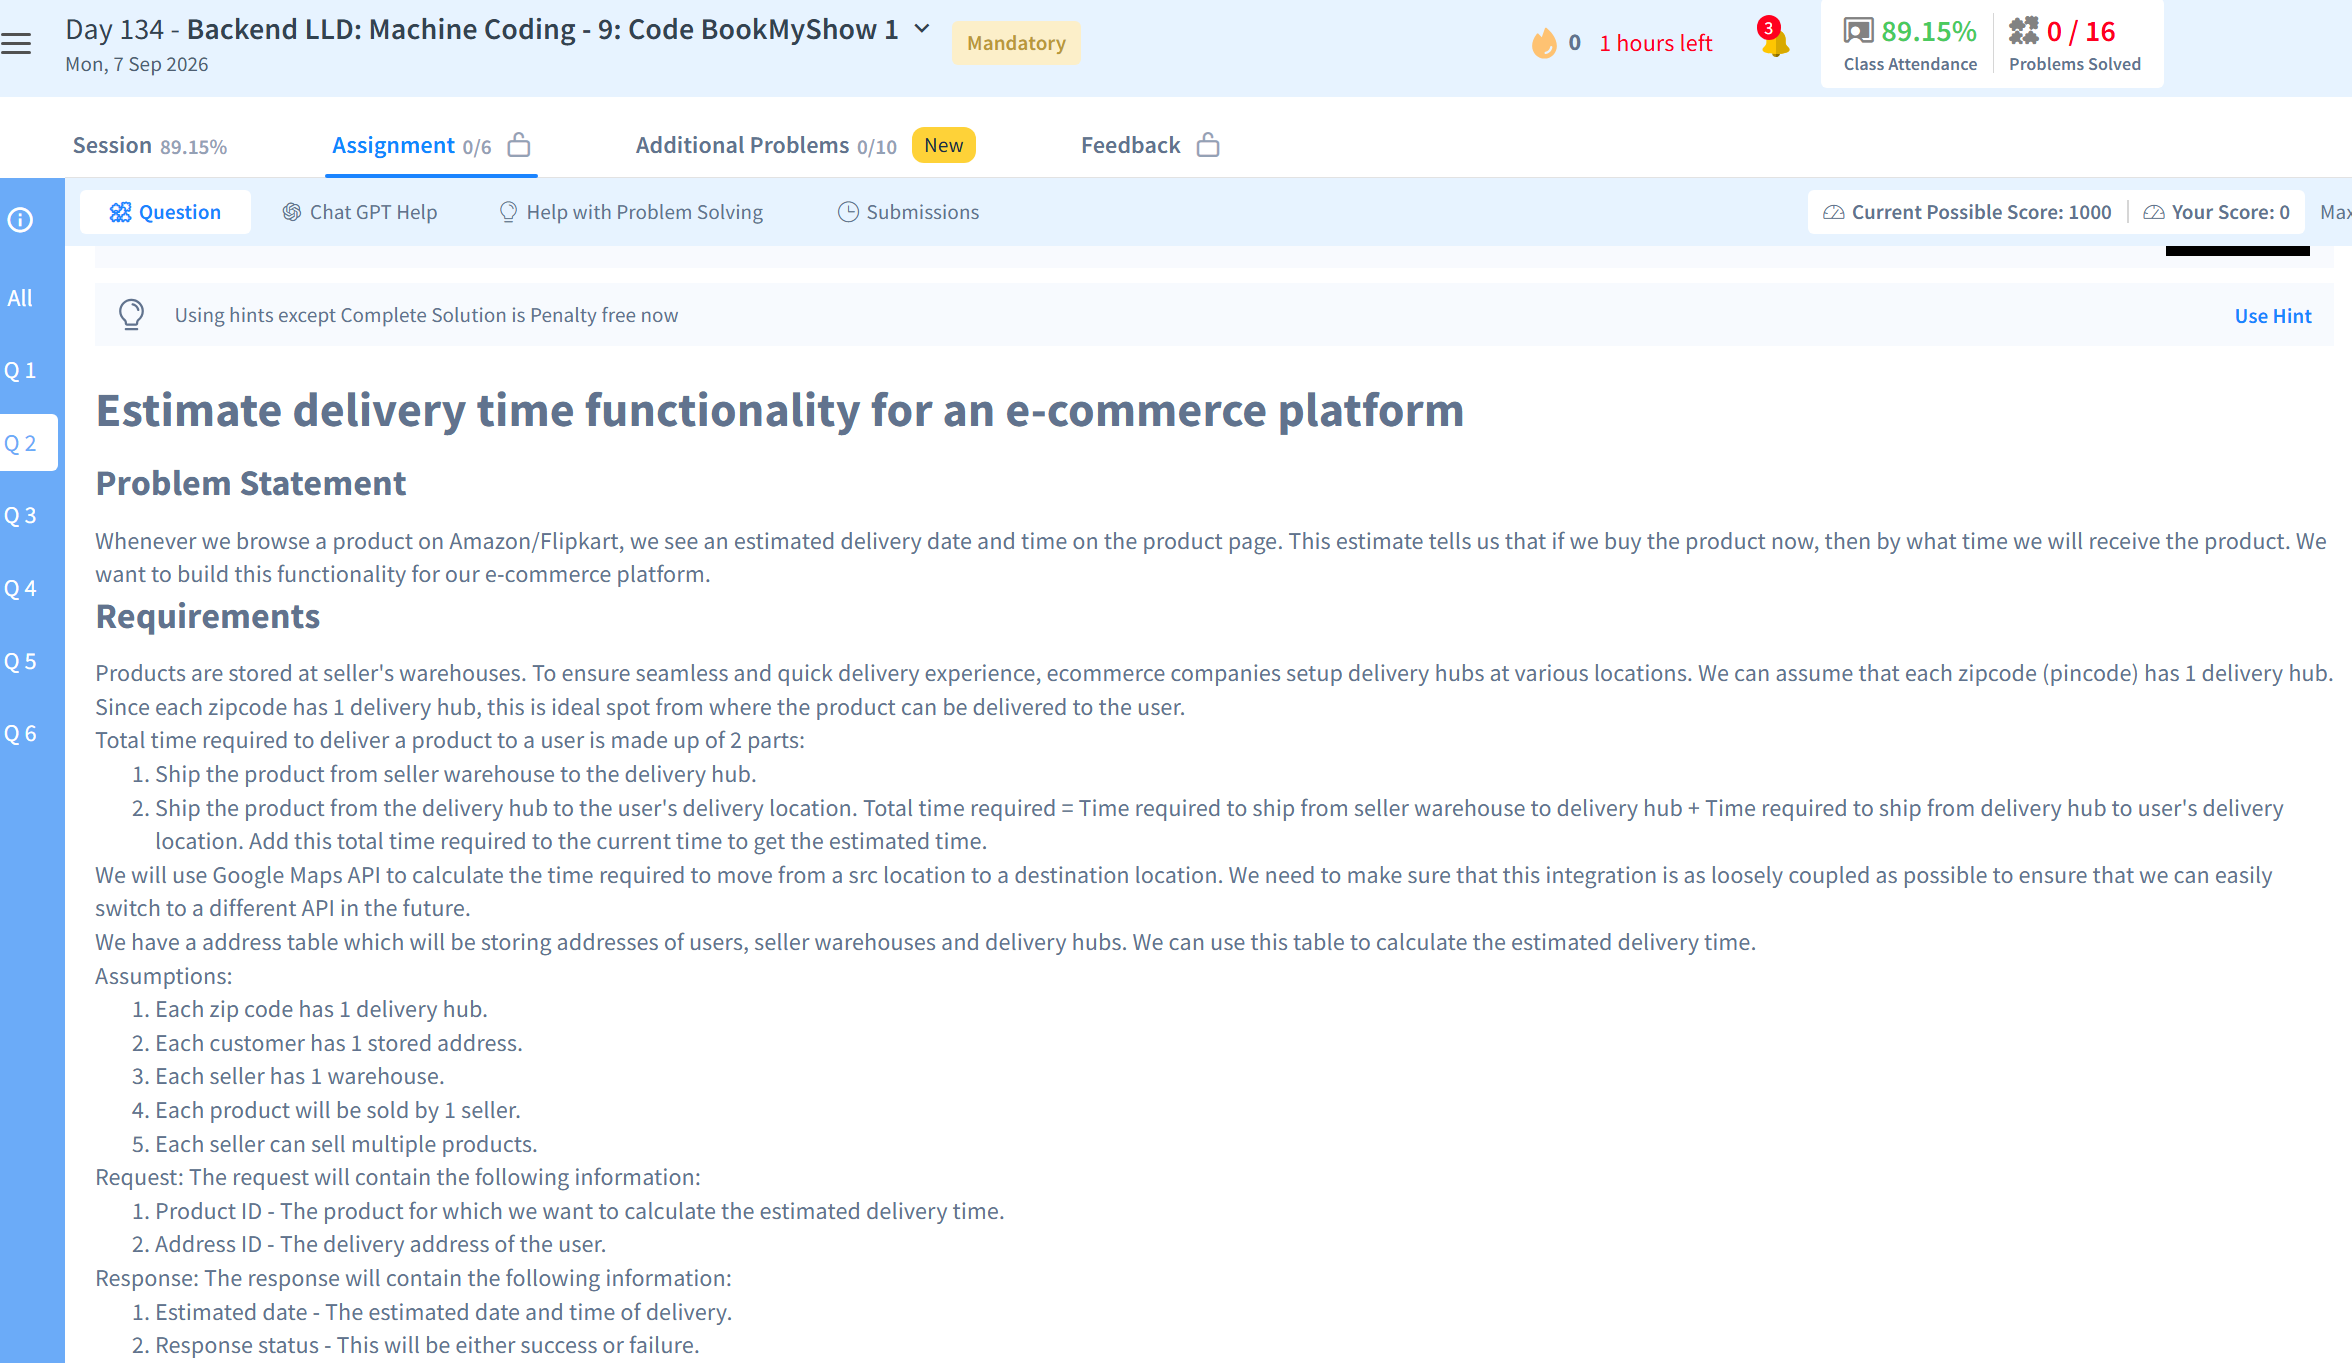 Day 134 - Backend LLD: Machine Coding - 9: Code BookMyShow 1
Mandatory
Mon, 7 Sep 2026
0
1 hours left
3
89.15%
Class Attendance
0 / 16
Problems Solved
Session 89.15%
Assignment 0/6
Additional Problems 0/10
New
Feedback
Question
Chat GPT Help
Help with Problem Solving
Submissions
Current Possible Score: 1000
Your Score: 0
Max
All
Q 1
Q 2
Q 3
Q 4
Q 5
Q 6
Using hints except Complete Solution is Penalty free now
Use Hint
Estimate delivery time functionality for an e-commerce platform
Problem Statement
Whenever we browse a product on Amazon/Flipkart, we see an estimated delivery date and time on the product page. This estimate tells us that if we buy the product now, then by what time we will receive the product. We
want to build this functionality for our e-commerce platform.
Requirements
Products are stored at seller's warehouses. To ensure seamless and quick delivery experience, ecommerce companies setup delivery hubs at various locations. We can assume that each zipcode (pincode) has 1 delivery hub.
Since each zipcode has 1 delivery hub, this is ideal spot from where the product can be delivered to the user.
Total time required to deliver a product to a user is made up of 2 parts:
1. Ship the product from seller warehouse to the delivery hub.
2. Ship the product from the delivery hub to the user's delivery location. Total time required = Time required to ship from seller warehouse to delivery hub + Time required to ship from delivery hub to user's delivery
location. Add this total time required to the current time to get the estimated time.
We will use Google Maps API to calculate the time required to move from a src location to a destination location. We need to make sure that this integration is as loosely coupled as possible to ensure that we can easily
switch to a different API in the future.
We have a address table which will be storing addresses of users, seller warehouses and delivery hubs. We can use this table to calculate the estimated delivery time.
Assumptions:
1. Each zip code has 1 delivery hub.
2. Each customer has 1 stored address.
3. Each seller has 1 warehouse.
4. Each product will be sold by 1 seller.
5. Each seller can sell multiple products.
Request: The request will contain the following information:
1. Product ID - The product for which we want to calculate the estimated delivery time.
2. Address ID - The delivery address of the user.
Response: The response will contain the following information:
1. Estimated date - The estimated date and time of delivery.
2. Response status - This will be either success or failure.